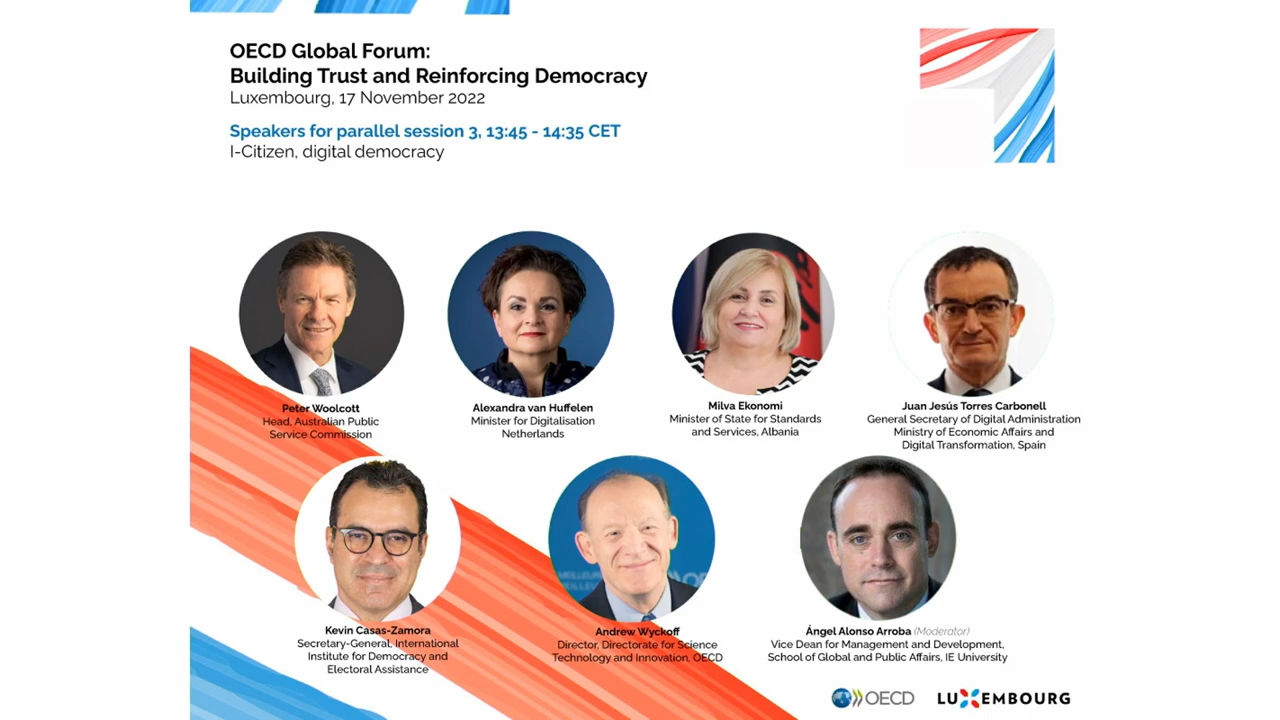 OECD Global Forum:
Building Trust and Reinforcing Democracy
Luxembourg, 17 November 2022
Speakers for parallel session 3, 13:45 - 14:35 CET
I-Citizen, digital democracy
Peter Woolcott
Head, Australian Public
Service Commission
Alexandra van Huffelen
Minister for Digitalisation
Netherlands
Milva Ekonomi
Minister of State for Standards
and Services, Albania
Juan Jesús Torres Carbonell
General Secretary of Digital Administration
Ministry of Economic Affairs and
Digital Transformation, Spain
Kevin Casas-Zamora
Secretary-General, International
Institute for Democracy and
Electoral Assistance
Andrew Wyckoff
Director, Directorate for Science
Technology and Innovation, OECD
Ángel Alonso Arroba (Moderator)
Vice Dean for Management and Development,
School of Global and Public Affairs, IE University
OECD
LUXEMBOURG